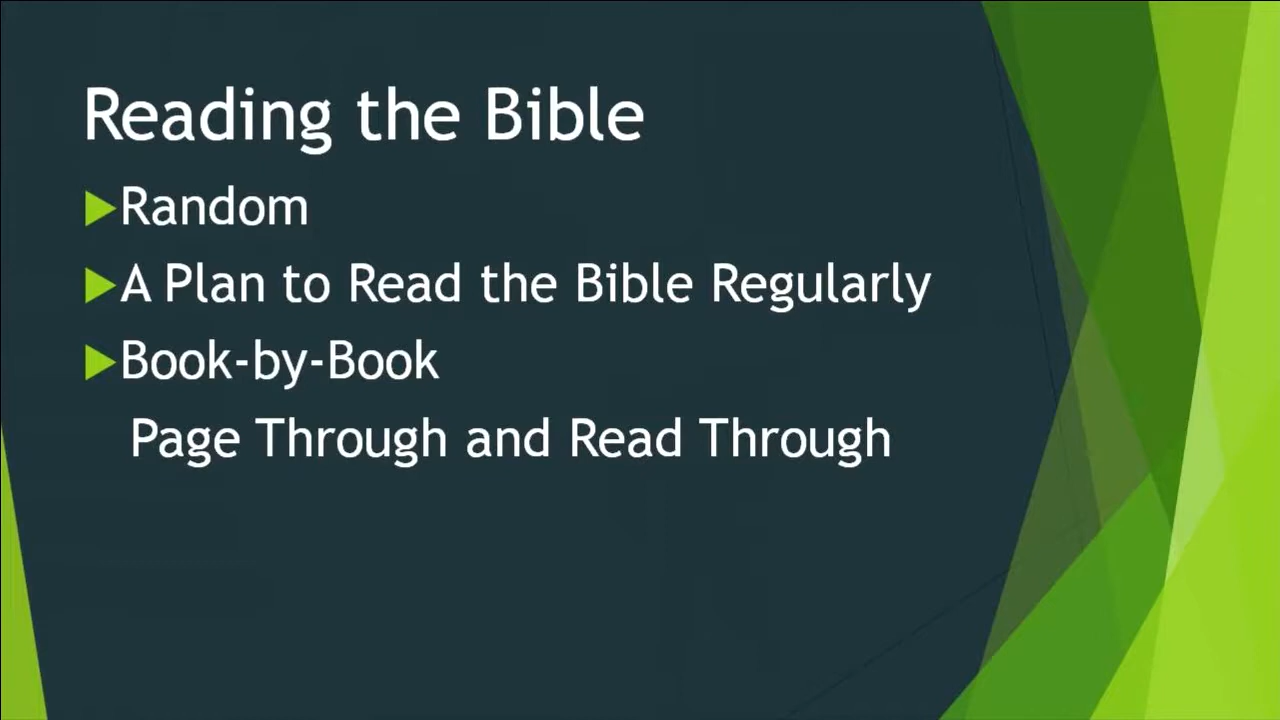 Reading the Bible
Random
A Plan to Read the Bible Regularly
Book-by-Book
Page Through and Read Through